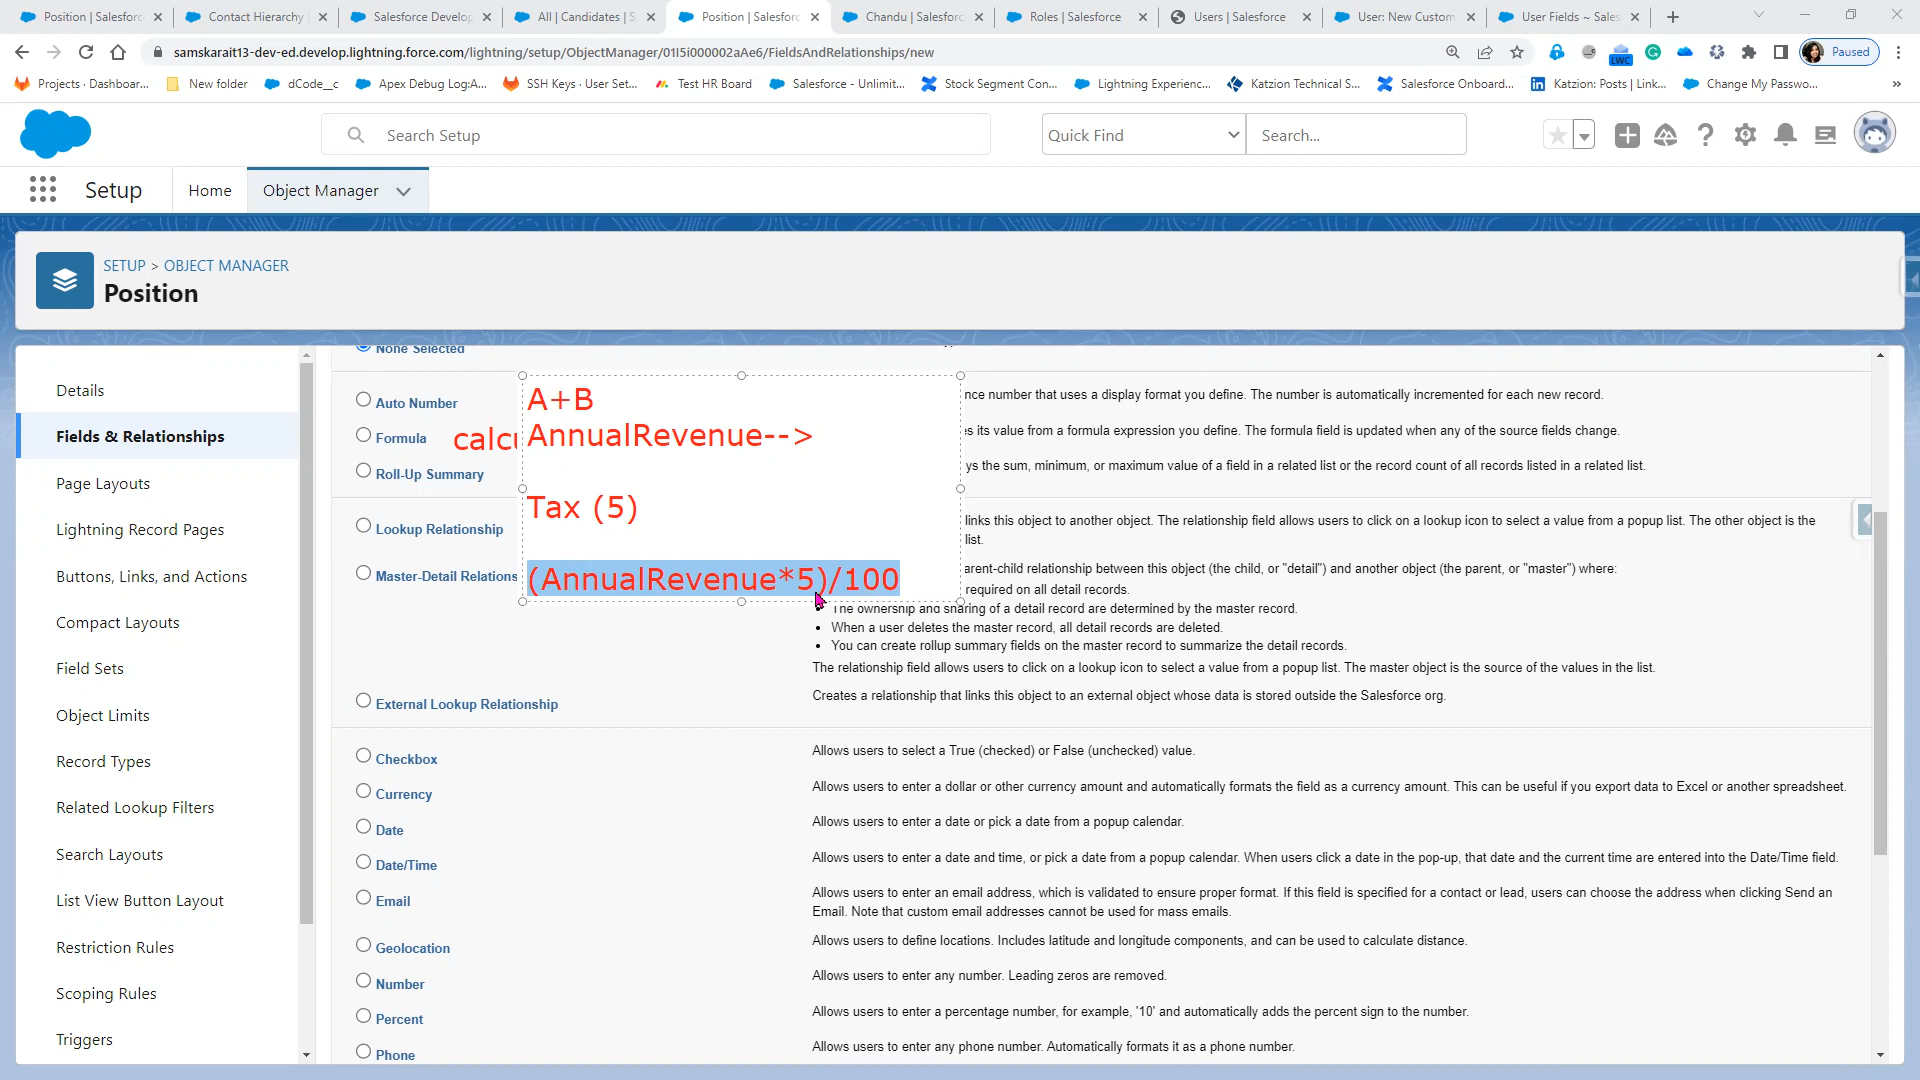 Position | Salesforc
Contact Hierarchy
Salesforce Develop
All | Candidates | S
Position | Salesforc
Chandu | Salesforc
Roles | Salesforce
Users | Salesforce
User: New Custom
User Fields ~ Sales
samskarait13-dev-ed.develop.lightning.force.com/lightning/setup/ObjectManager/01I5i000002aAe6/FieldsAndRelationships/new
Paused
Projects · Dashboar...
New folder
dCode__c
Apex Debug Log:A...
SSH Keys · User Set...
Test HR Board
Salesforce - Unlimit...
Stock Segment Con...
Lightning Experienc...
Katzion Technical S...
Salesforce Onboard...
Katzion: Posts | Link...
Change My Passwo...
LWC
Search Setup
Quick Find
Search...
Setup
Home
Object Manager
SETUP > OBJECT MANAGER
Position
Details
Fields & Relationships
Page Layouts
Lightning Record Pages
Buttons, Links, and Actions
Compact Layouts
Field Sets
Object Limits
Record Types
Related Lookup Filters
Search Layouts
List View Button Layout
Restriction Rules
Scoping Rules
Triggers
None Selected
Auto Number
nce number that uses a display format you define. The number is automatically incremented for each new record.
Formula
calcu
s its value from a formula expression you define. The formula field is updated when any of the source fields change.
Roll-Up Summary
ys the sum, minimum, or maximum value of a field in a related list or the record count of all records listed in a related list.
A+B
AnnualRevenue-->
Tax (5)
(AnnualRevenue*5)/100
Lookup Relationship
links this object to another object. The relationship field allows users to click on a lookup icon to select a value from a popup list. The other object is the
list.
Master-Detail Relations
arent-child relationship between this object (the child, or "detail") and another object (the parent, or "master") where:
required on all detail records.
• The ownership and sharing of a detail record are determined by the master record.
• When a user deletes the master record, all detail records are deleted.
• You can create rollup summary fields on the master record to summarize the detail records.
The relationship field allows users to click on a lookup icon to select a value from a popup list. The master object is the source of the values in the list.
External Lookup Relationship
Creates a relationship that links this object to an external object whose data is stored outside the Salesforce org.
Checkbox
Allows users to select a True (checked) or False (unchecked) value.
Currency
Allows users to enter a dollar or other currency amount and automatically formats the field as a currency amount. This can be useful if you export data to Excel or another spreadsheet.
Date
Allows users to enter a date or pick a date from a popup calendar.
Date/Time
Allows users to enter a date and time, or pick a date from a popup calendar. When users click a date in the pop-up, that date and the current time are entered into the Date/Time field.
Email
Allows users to enter an email address, which is validated to ensure proper format. If this field is specified for a contact or lead, users can choose the address when clicking Send an
Email. Note that custom email addresses cannot be used for mass emails.
Geolocation
Allows users to define locations. Includes latitude and longitude components, and can be used to calculate distance.
Number
Allows users to enter any number. Leading zeros are removed.
Percent
Allows users to enter a percentage number, for example, '10' and automatically adds the percent sign to the number.
Phone
Allows users to enter any phone number. Automatically formats it as a phone number.